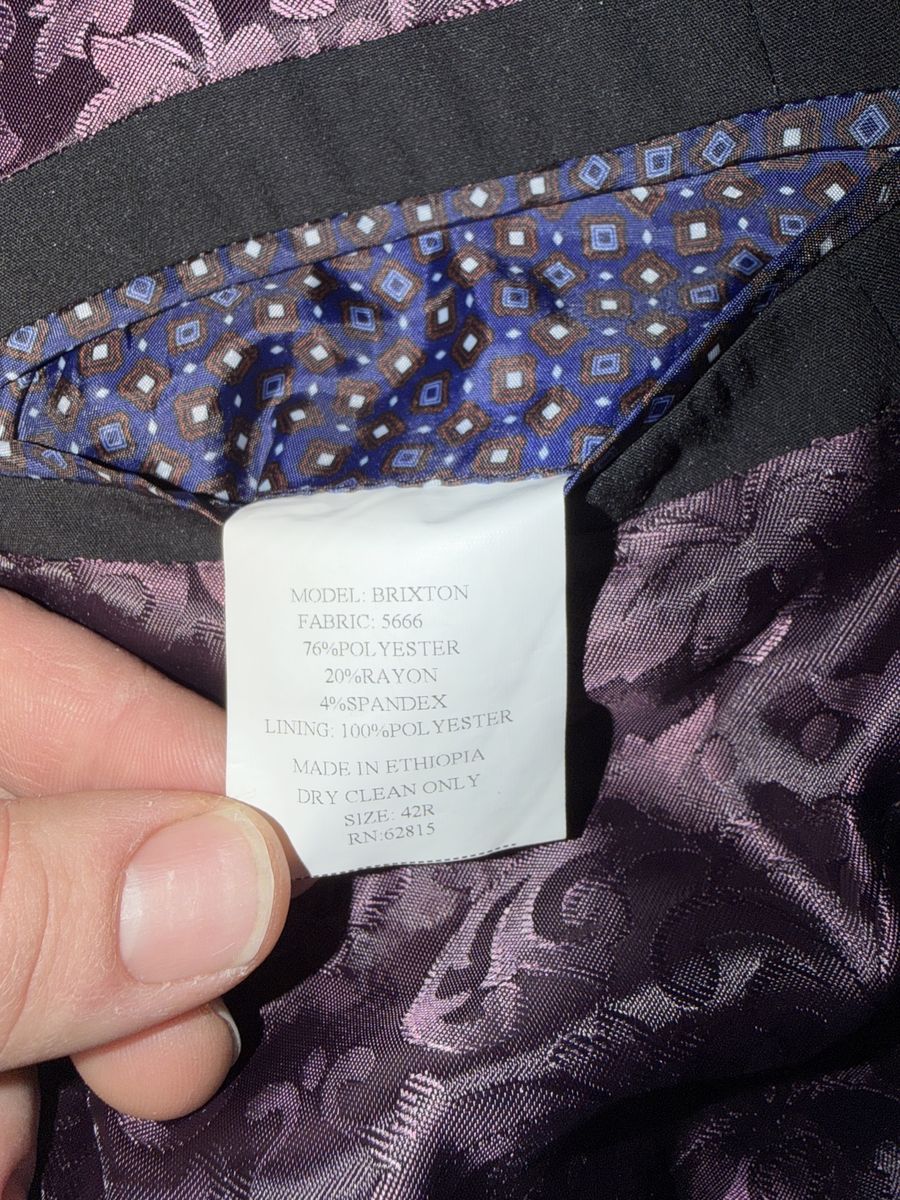 MODEL: BRIXTON
FABRIC: 5666
76%POLYESTER
20%RAYON
4%SPANDEX
LINING: 100%POLYESTER
MADE IN ETHIOPIA
DRY CLEAN ONLY
SIZE: 42R
RN:62815